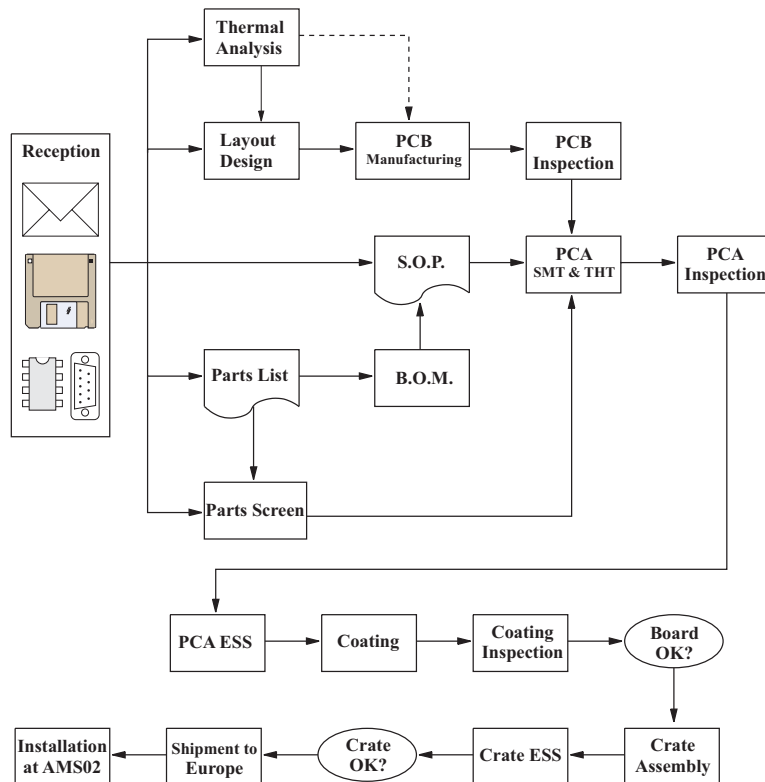 Thermal
Analysis
Reception
Layout
Design
PCB
Manufacturing
PCB
Inspection
S.O.P.
PCA
SMT & THT
PCA
Inspection
Parts List
B.O.M.
Parts Screen
PCA ESS
Coating
Coating
Inspection
Board
OK?
Installation
at AMS02
Shipment to
Europe
Crate
OK?
Crate ESS
Crate
Assembly